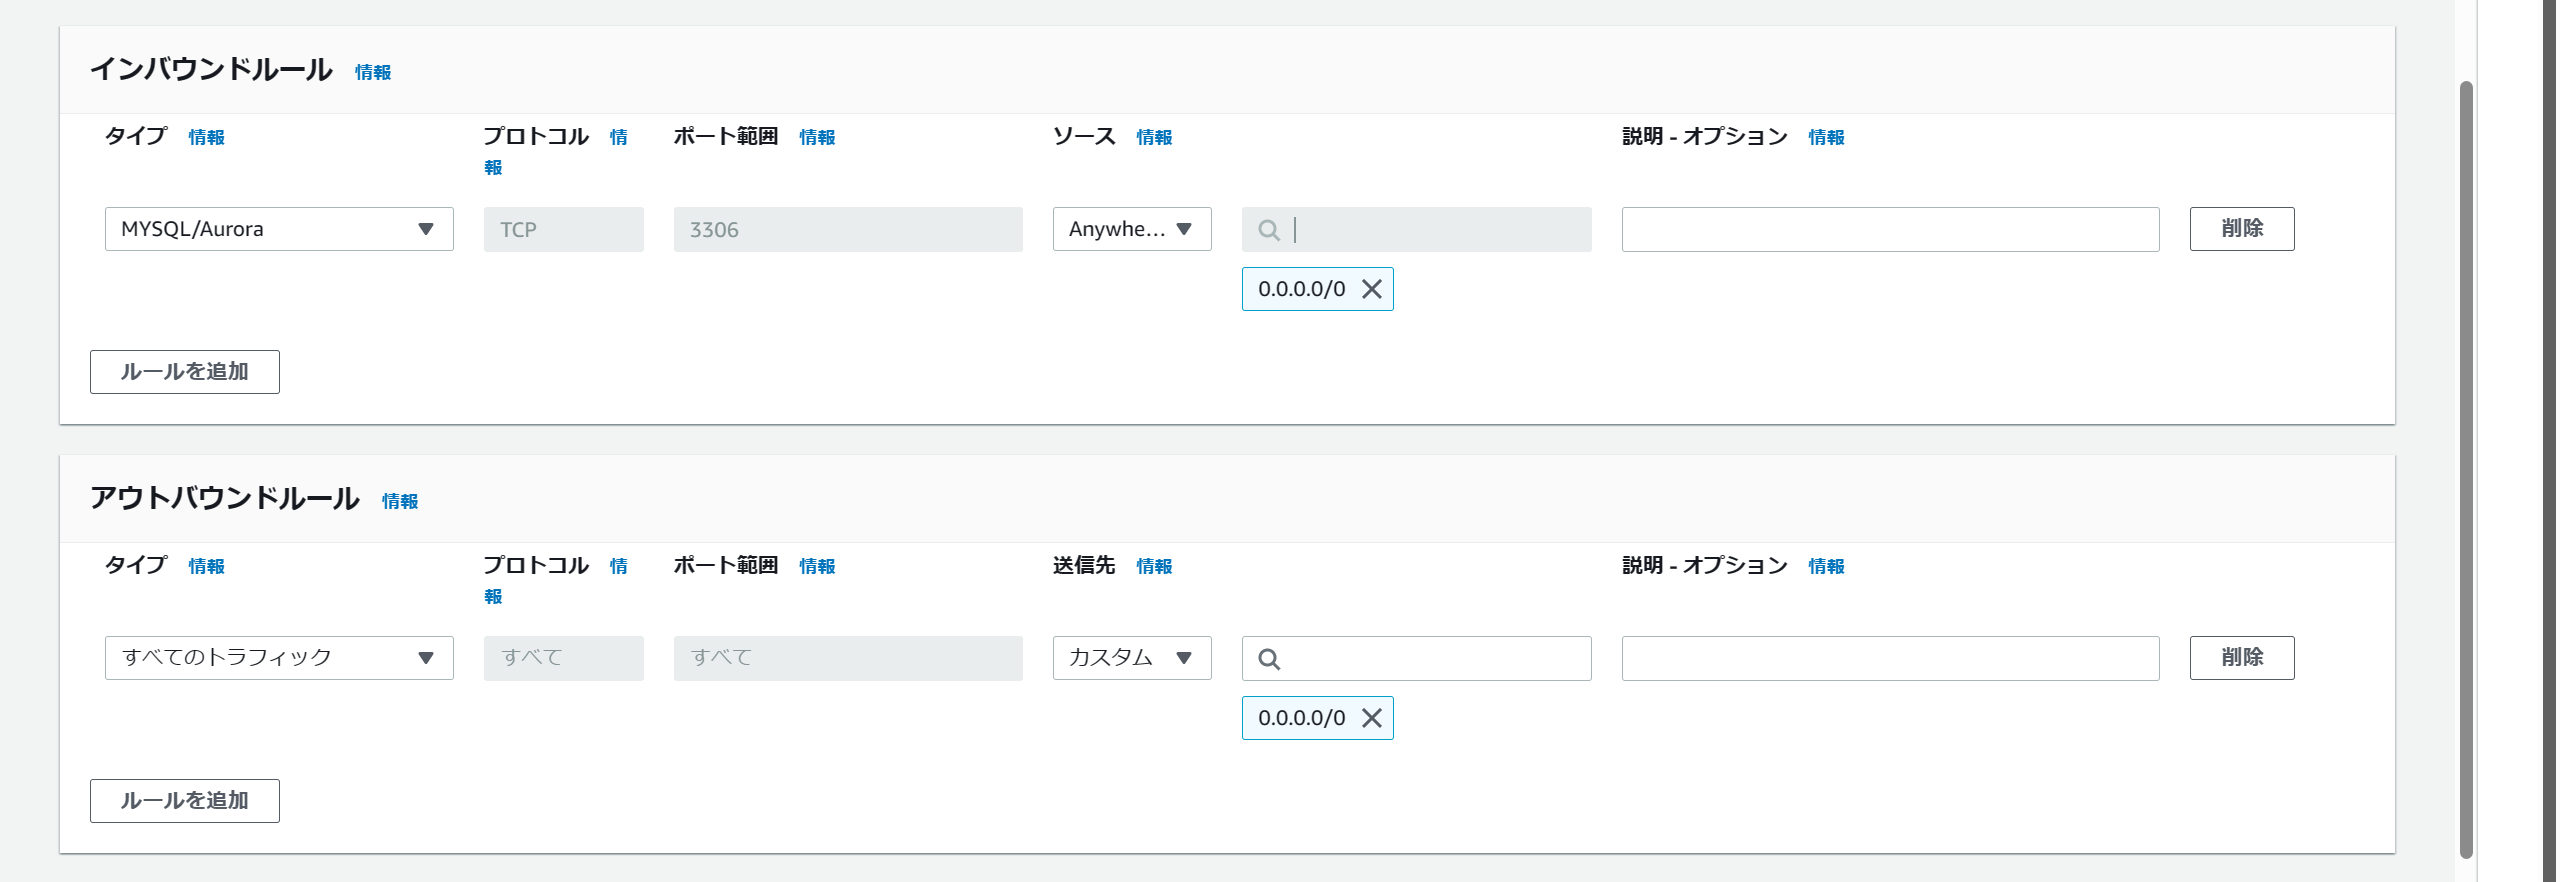 インバウンドルール 情報
タイプ 情報 プロトコル 情報 ポート範囲 情報 ソース 情報 説明 - オプション 情報
MYSQL/Aurora TCP 3306 Anywhe... 削除
0.0.0.0/0
ルールを追加
アウトバウンドルール 情報
タイプ 情報 プロトコル 情報 ポート範囲 情報 送信先 情報 説明 - オプション 情報
すべてのトラフィック すべて すべて カスタム 削除
0.0.0.0/0
ルールを追加